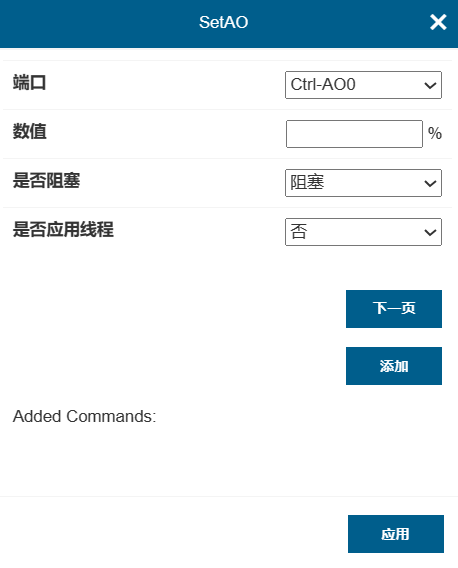 SetAO
端口
Ctrl-AO0
数值
%
是否阻塞
阻塞
是否应用线程
否
下一页
添加
Added Commands:
应用